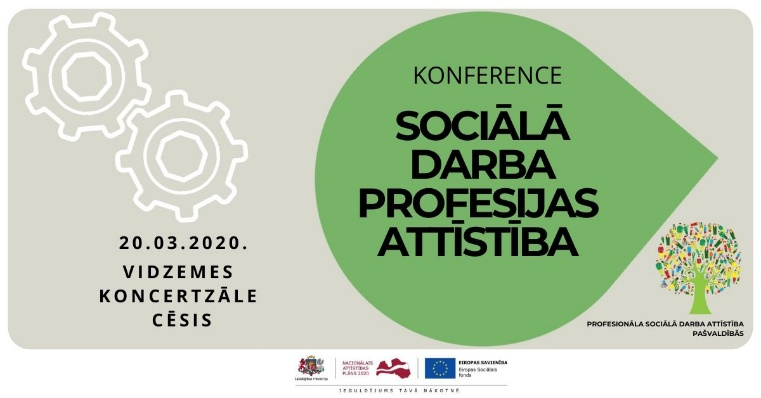 KONFERENCE
SOCIĀLĀ
DARBA
PROFESIJAS
ATTĪSTĪBA
20.03.2020.
VIDZEMES
KONCERTZĀLE
CĒSIS
PROFESIONĀLA SOCIĀLĀ DARBA ATTĪSTĪBA
PAŠVALDĪBĀS
NACIONĀLAIS
ATTĪSTĪBAS
PLĀNS 2020
EIROPAS SAVIENĪBA
Eiropas Sociālais
fonds
IEGULDĪJUMS TAVĀ NĀKOTNĒ